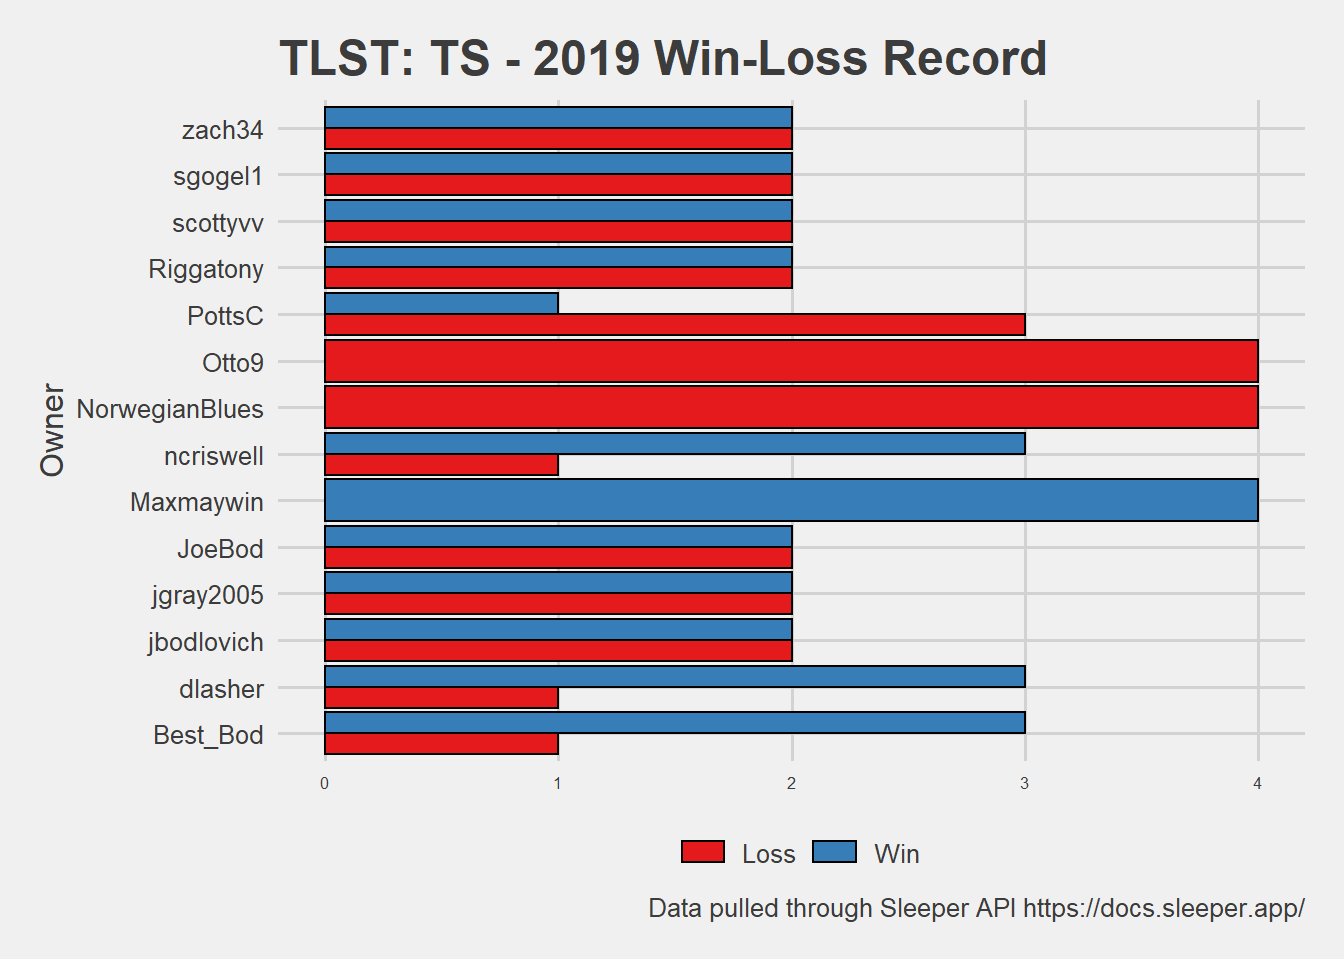 TLST: TS - 2019 Win-Loss Record
Owner
zach34
sgogel1
scottyvv
Riggatony
PottsC
Otto9
NorwegianBlues
ncriswell
Maxmaywin
JoeBod
jgray2005
jbodlovich
dlasher
Best_Bod
0 1 2 3 4
Loss Win
Data pulled through Sleeper API https://docs.sleeper.app/